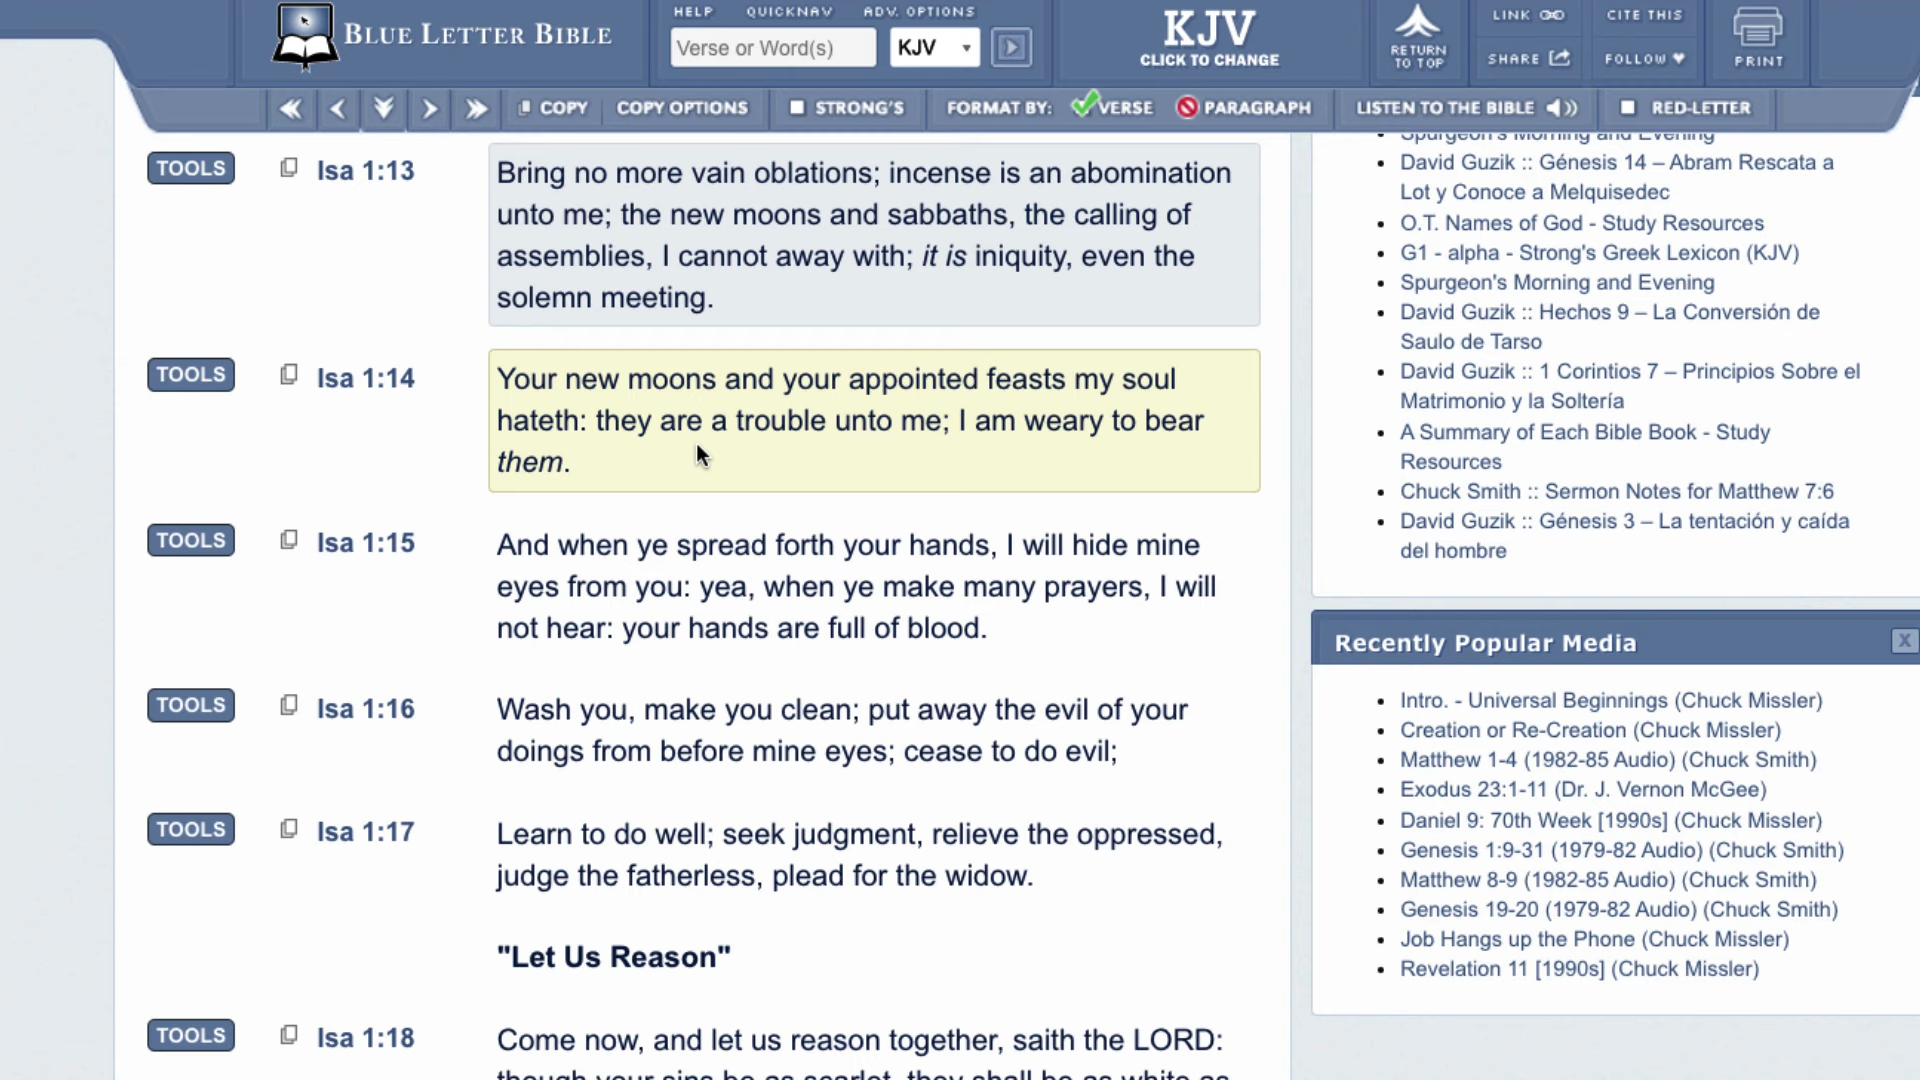 BLUE LETTER BIBLE
HELP QUICKNAV ADV. OPTIONS
Verse or Word(s)
KJV
KJV
CLICK TO CHANGE
RETURN
TO TOP
LINK
SHARE
CITE THIS
FOLLOW
PRINT
COPY COPY OPTIONS STRONG'S FORMAT BY: VERSE PARAGRAPH LISTEN TO THE BIBLE RED-LETTER
TOOLS Isa 1:13
Bring no more vain oblations; incense is an abomination
unto me; the new moons and sabbaths, the calling of
assemblies, I cannot away with; it is iniquity, even the
solemn meeting.
TOOLS Isa 1:14
Your new moons and your appointed feasts my soul
hateth: they are a trouble unto me; I am weary to bear
them.
TOOLS Isa 1:15
And when ye spread forth your hands, I will hide mine
eyes from you: yea, when ye make many prayers, I will
not hear: your hands are full of blood.
TOOLS Isa 1:16
Wash you, make you clean; put away the evil of your
doings from before mine eyes; cease to do evil;
TOOLS Isa 1:17
Learn to do well; seek judgment, relieve the oppressed,
judge the fatherless, plead for the widow.
"Let Us Reason"
TOOLS Isa 1:18
Come now, and let us reason together, saith the LORD:
though your sins be as scarlet, they shall be as white as
Spurgeon's Morning and Evening
David Guzik :: Génesis 14 – Abram Rescata a
Lot y Conoce a Melquisedec
O.T. Names of God - Study Resources
G1 - alpha - Strong's Greek Lexicon (KJV)
Spurgeon's Morning and Evening
David Guzik :: Hechos 9 – La Conversión de
Saulo de Tarso
David Guzik :: 1 Corintios 7 – Principios Sobre el
Matrimonio y la Soltería
A Summary of Each Bible Book - Study
Resources
Chuck Smith :: Sermon Notes for Matthew 7:6
David Guzik :: Génesis 3 – La tentación y caída
del hombre
Recently Popular Media
X
Intro. - Universal Beginnings (Chuck Missler)
Creation or Re-Creation (Chuck Missler)
Matthew 1-4 (1982-85 Audio) (Chuck Smith)
Exodus 23:1-11 (Dr. J. Vernon McGee)
Daniel 9: 70th Week [1990s] (Chuck Missler)
Genesis 1:9-31 (1979-82 Audio) (Chuck Smith)
Matthew 8-9 (1982-85 Audio) (Chuck Smith)
Genesis 19-20 (1979-82 Audio) (Chuck Smith)
Job Hangs up the Phone (Chuck Missler)
Revelation 11 [1990s] (Chuck Missler)